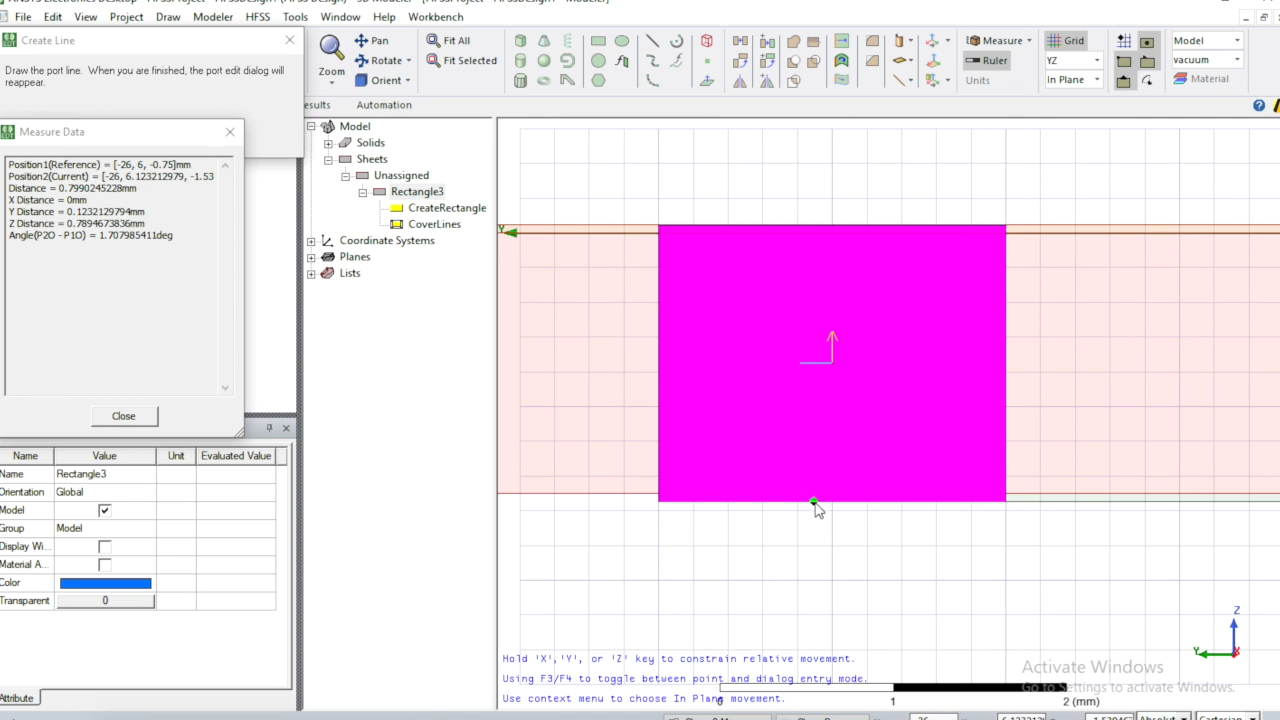 File Edit View Project Draw Modeler HFSS Tools Window Help Workbench
Create Line
Draw the port line. When you are finished, the port edit dialog will
reappear.
Zoom
Pan
Rotate
Orient
Fit All
Fit Selected
Measure
Ruler
Units
Grid
YZ
In Plane
Model
vacuum
Material
Automation
Measure Data
Position1(Reference) = [-26, 6, -0.75]mm
Position2(Current) = [-26, 6.123212979, -1.53
Distance = 0.7990245228mm
X Distance = 0mm
Y Distance = 0.1232129794mm
Z Distance = 0.7894673836mm
Angle(P2O - P1O) = 1.707985411deg
Close
Model
Solids
Sheets
Unassigned
Rectangle3
CreateRectangle
CoverLines
Coordinate Systems
Planes
Lists
Name Value Unit Evaluated Value
Name Rectangle3
Orientation Global
Model
Group Model
Display Wi...
Material A...
Color
Transparent 0
Attribute
Y
Hold 'X','Y', or 'Z' key to constrain relative movement.
Using F3/F4 to toggle between point and dialog entry mode.
Use context menu to choose In Plane movement.
0 1 2 (mm)
Z
Y
X
Activate Windows
Go to Settings to activate Windows.